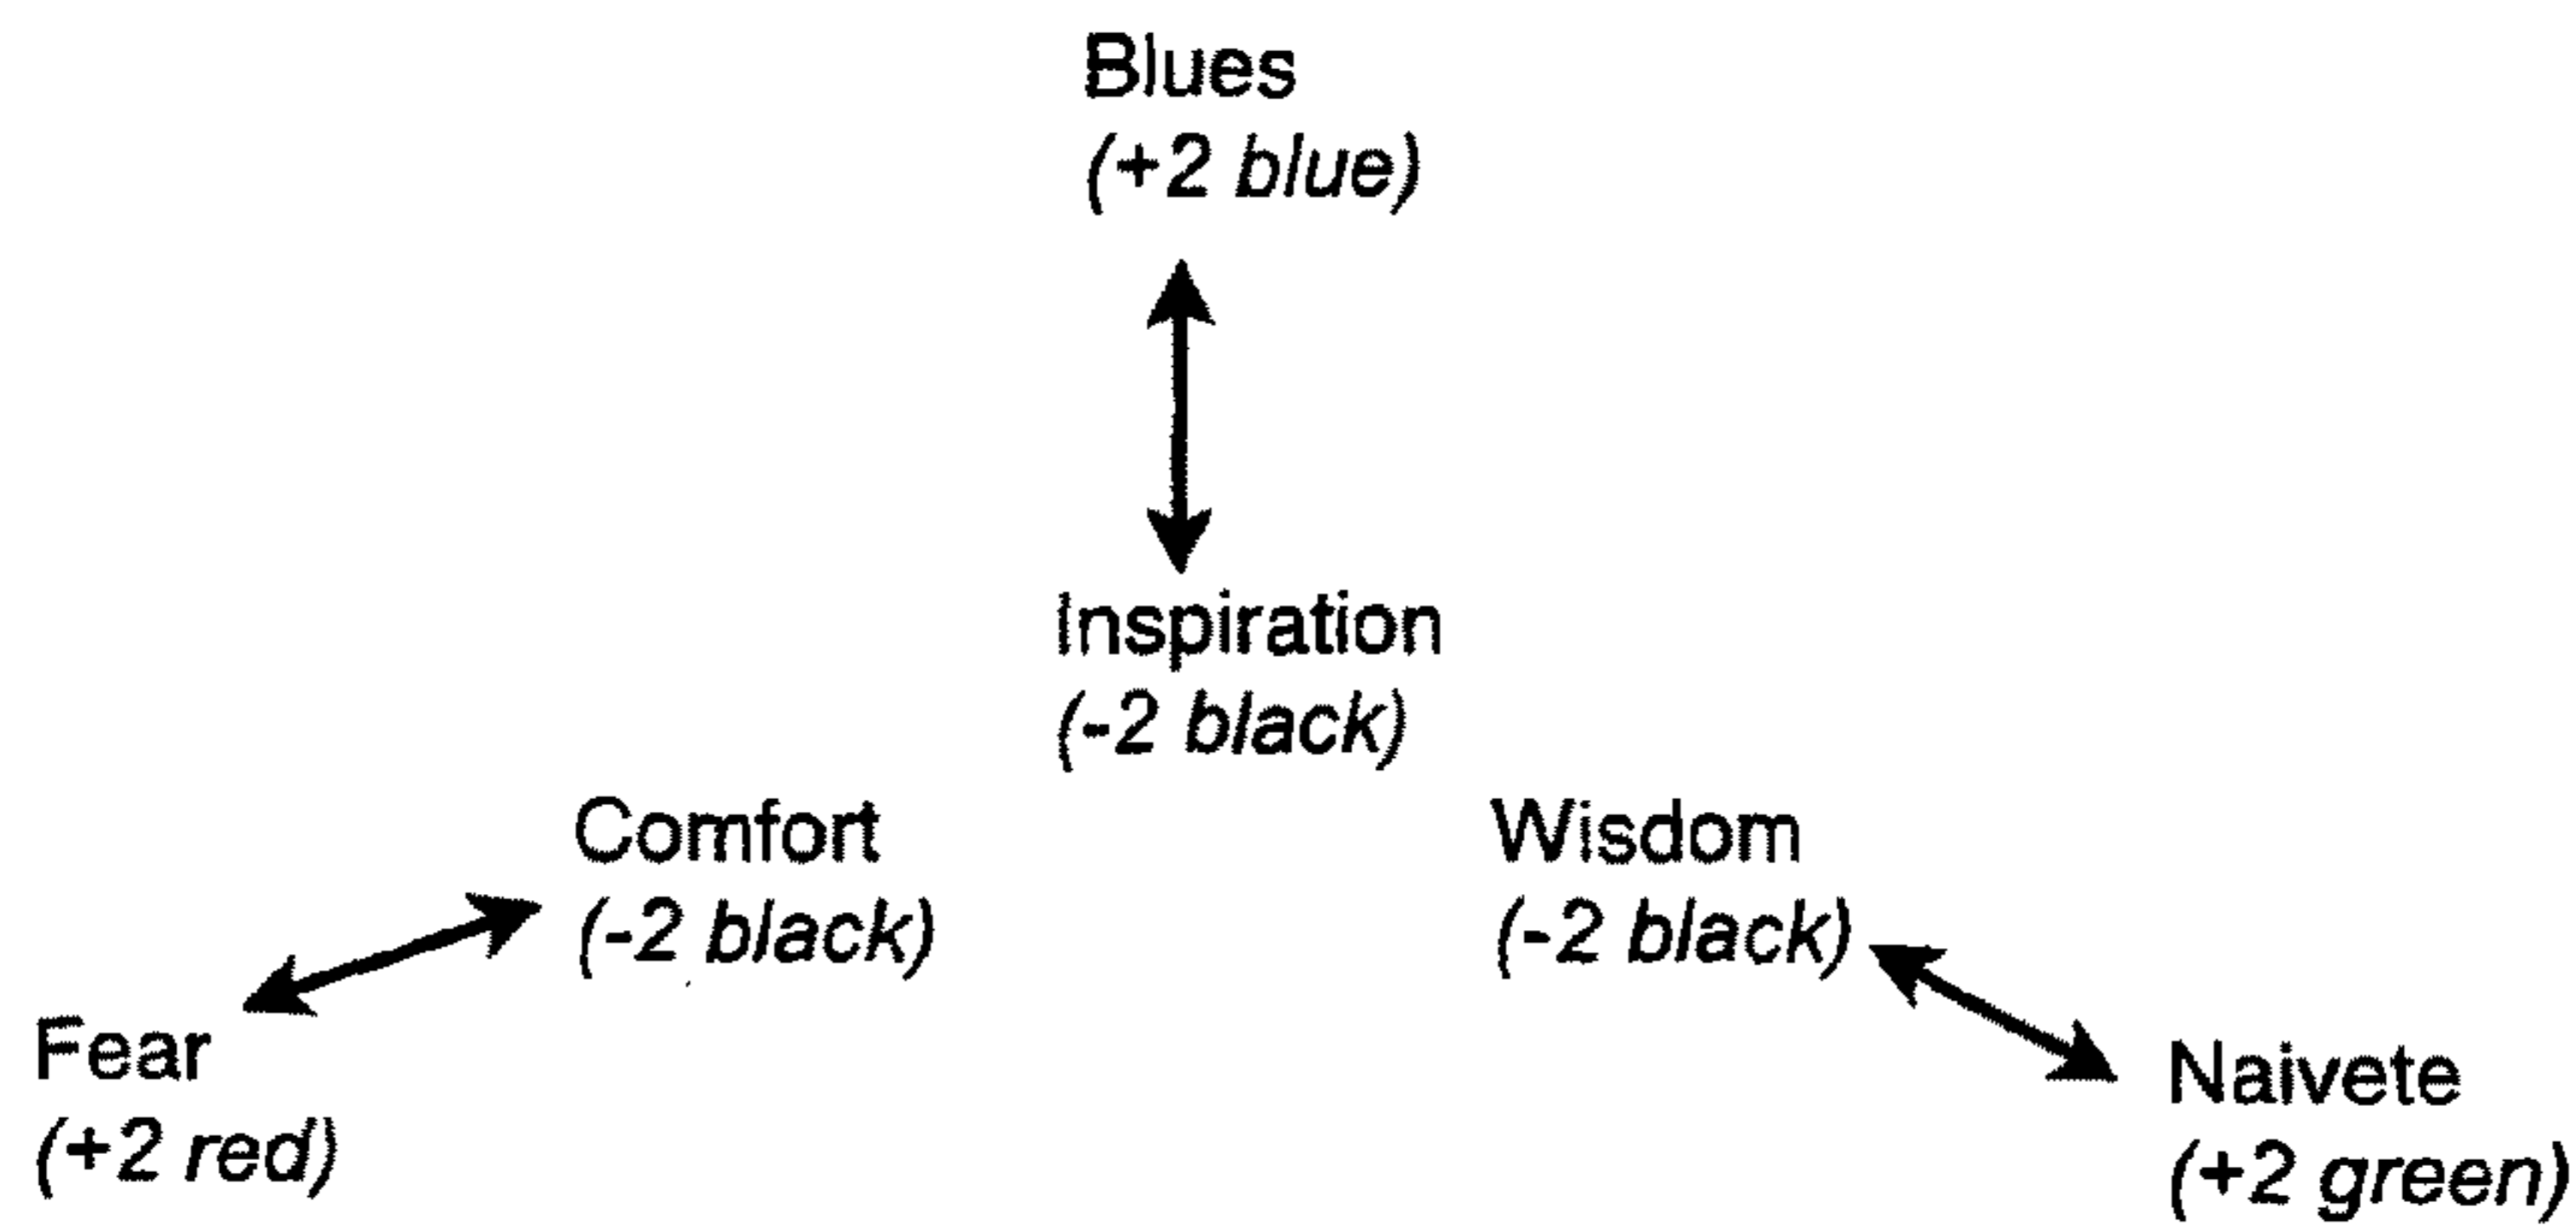 Blues
(+2 blue)
Inspiration
(-2 black)
Comfort
(-2 black)
Wisdom
(-2 black)
Fear
(+2 red)
Naivete
(+2 green)